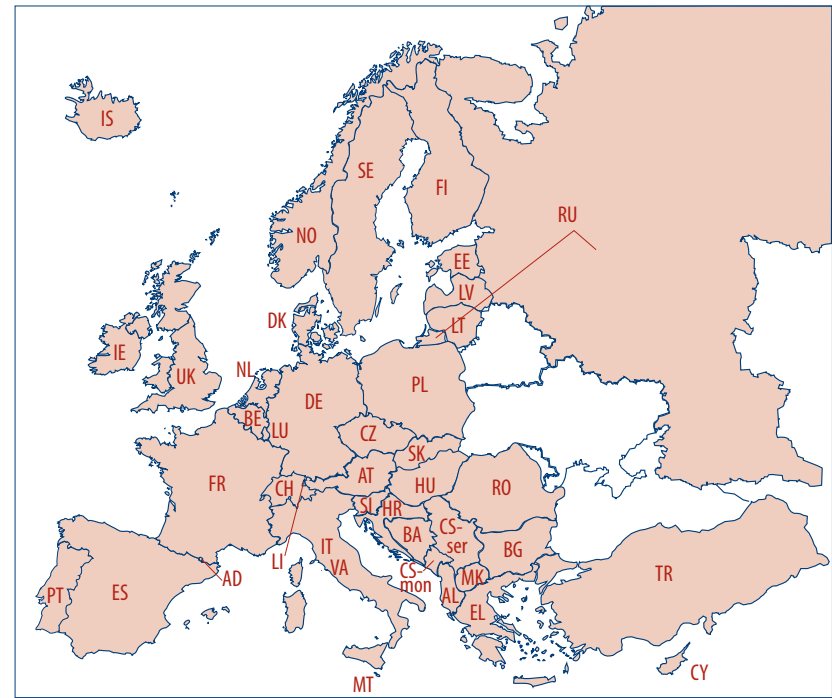 IS
SE
FI
NO
RU
EE
LV
LT
DK
IE
UK
NL
BE
LU
DE
PL
CZ
SK
FR
CH
AT
HU
RO
SI
HR
BA
CS-
ser
BG
IT
VA
LI
AD
CS-
mon
MK
AL
EL
TR
PT
ES
MT
CY